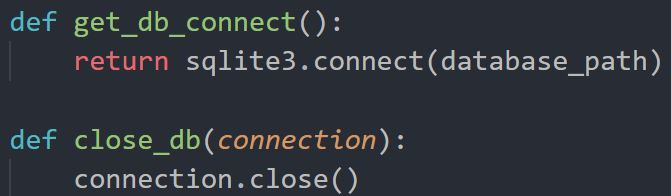 def get_db_connect():
    return sqlite3.connect(database_path)
def close_db(connection):
    connection.close()